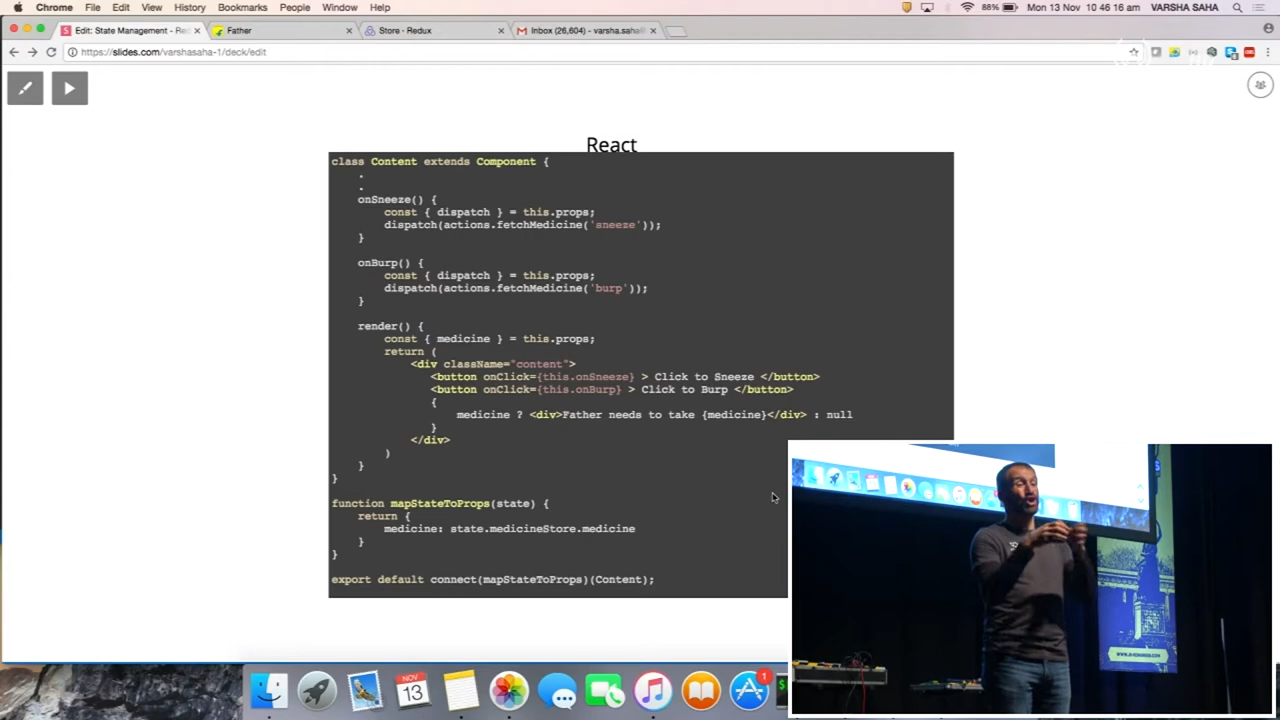 Chrome File Edit View History Bookmarks People Window Help 88% Mon 13 Nov 10 46 16 am VARSHA SAHA
Edit: State Management - Re Father Store · Redux Inbox (26,604) - varsha.saha
https://slides.com/varshasaha-1/deck/edit
React
class Content extends Component {
.
.
onSneeze() {
const { dispatch } = this.props;
dispatch(actions.fetchMedicine('sneeze'));
}
onBurp() {
const { dispatch } = this.props;
dispatch(actions.fetchMedicine('burp'));
}
render() {
const { medicine } = this.props;
return (
<div className="content">
<button onClick={this.onSneeze} > Click to Sneeze </button>
<button onClick={this.onBurp} > Click to Burp </button>
{
medicine ? <div>Father needs to take {medicine}</div> : null
}
</div>
)
}
}
function mapStateToProps(state) {
return {
medicine: state.medicineStore.medicine
}
}
export default connect(mapStateToProps)(Content);
NOV
13
1